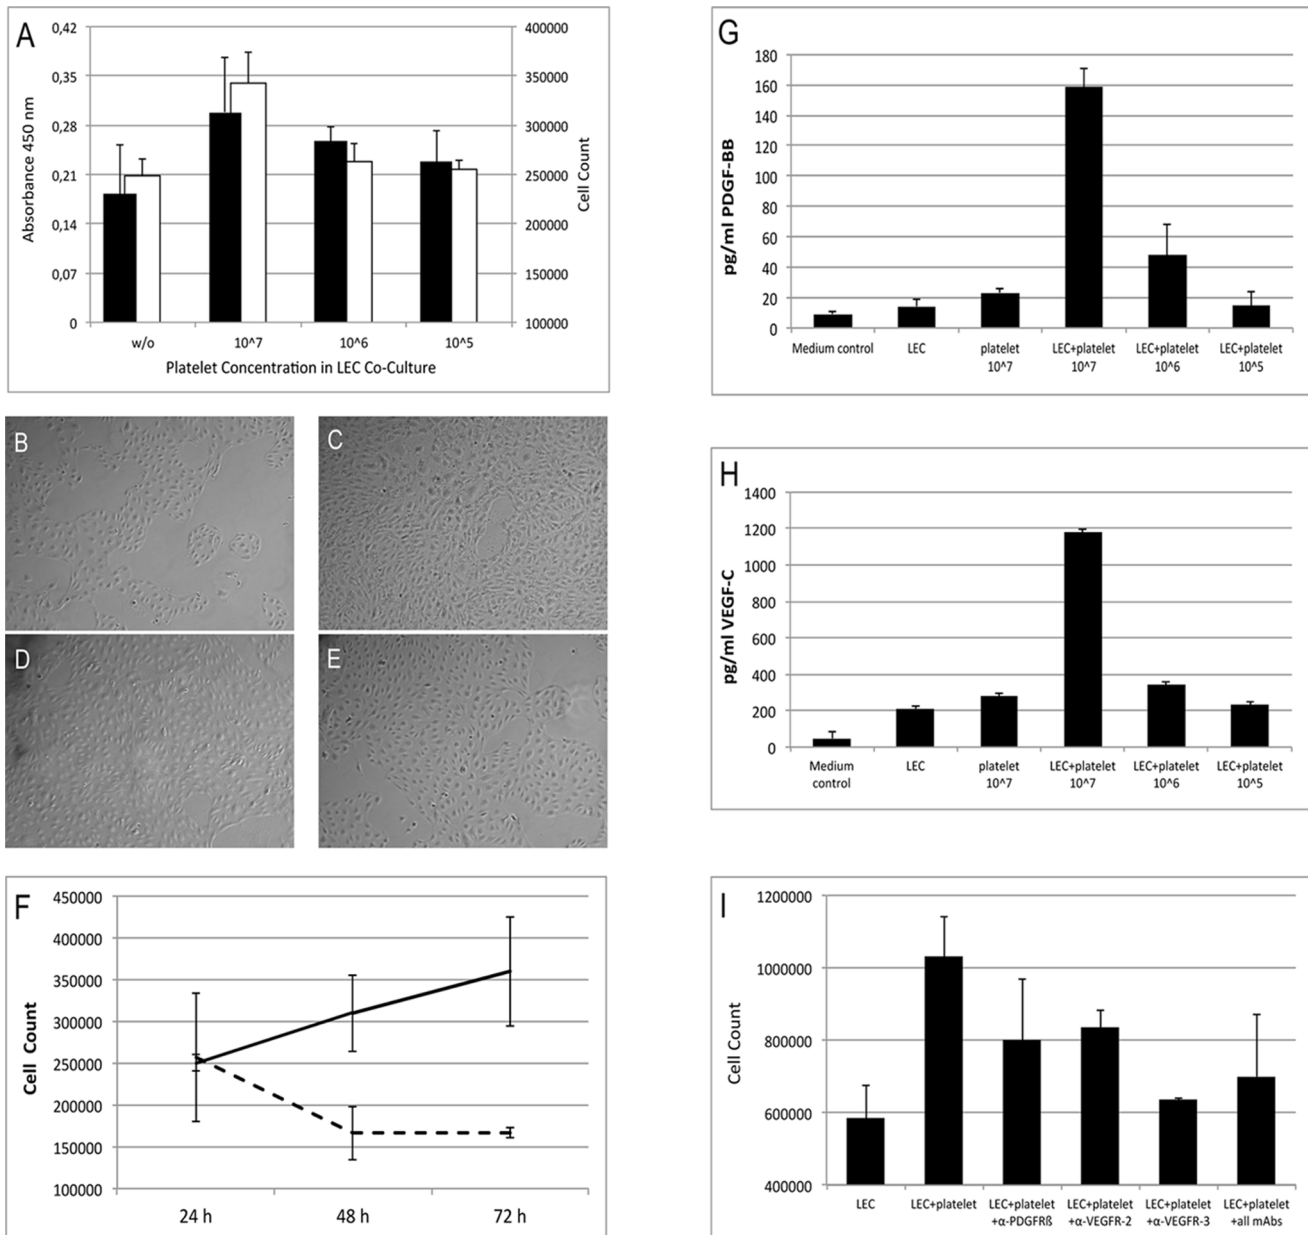 A
0,42
0,35
0,28
0,21
0,14
0,07
0
Absorbance 450 nm
400000
350000
300000
250000
200000
150000
100000
Cell Count
w/o 10^7 10^6 10^5
Platelet Concentration in LEC Co-Culture
B
C
D
E
F
450000
400000
350000
300000
250000
200000
150000
100000
Cell Count
24 h 48 h 72 h
G
180
160
140
120
100
80
60
40
20
0
pg/ml PDGF-BB
Medium control LEC platelet LEC+platelet LEC+platelet LEC+platelet
10^7 10^7 10^6 10^5
H
1400
1200
1000
800
600
400
200
0
pg/ml VEGF-C
Medium LEC platelet LEC+platelet LEC+platelet LEC+platelet
control 10^7 10^7 10^6 10^5
I
1200000
1000000
800000
600000
400000
Cell Count
LEC LEC+platelet LEC+platelet LEC+platelet LEC+platelet LEC+platelet
+α-PDGFRß +α-VEGFR-2 +α-VEGFR-3 +all mAbs